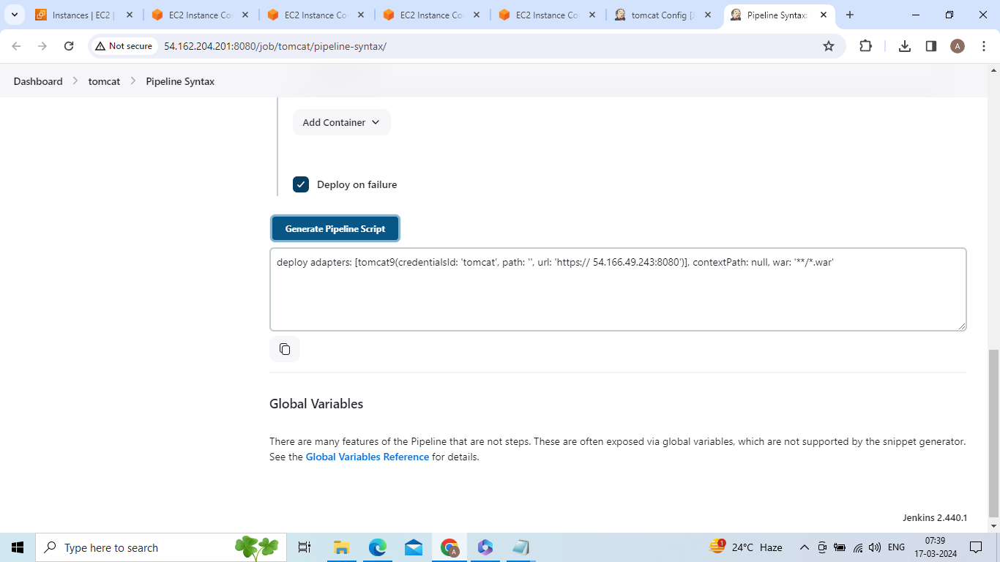 Instances | EC2 |
EC2 Instance Co
EC2 Instance Co
EC2 Instance Co
EC2 Instance Co
tomcat Config [J
Pipeline Syntax:
Not secure
54.162.204.201:8080/job/tomcat/pipeline-syntax/
A
Dashboard
tomcat
Pipeline Syntax
Add Container
Deploy on failure
Generate Pipeline Script
deploy adapters: [tomcat9(credentialsId: 'tomcat', path: '', url: 'https:// 54.166.49.243:8080')], contextPath: null, war: '**/*.war'
Global Variables
There are many features of the Pipeline that are not steps. These are often exposed via global variables, which are not supported by the snippet generator.
See the Global Variables Reference for details.
Jenkins 2.440.1
Type here to search
A
1
24°C Haze
ENG
07:39
17-03-2024